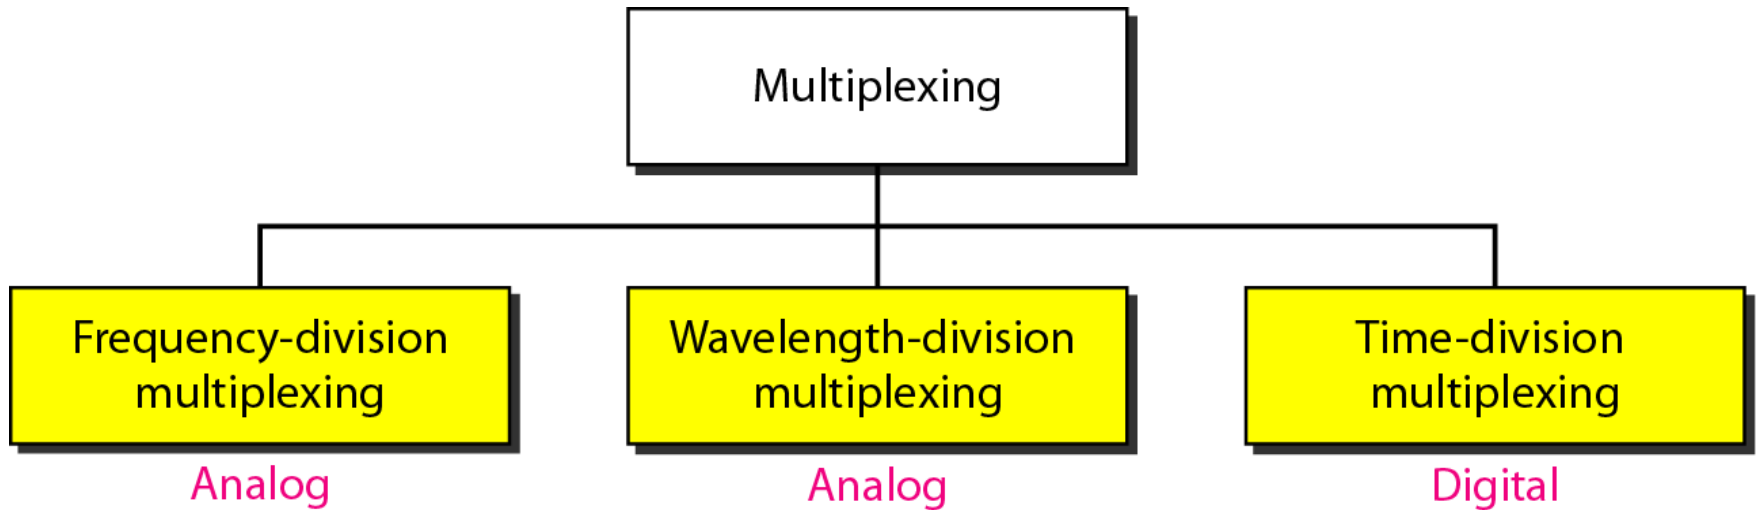 Multiplexing
Frequency-division
multiplexing
Wavelength-division
multiplexing
Time-division
multiplexing
Analog
Analog
Digital